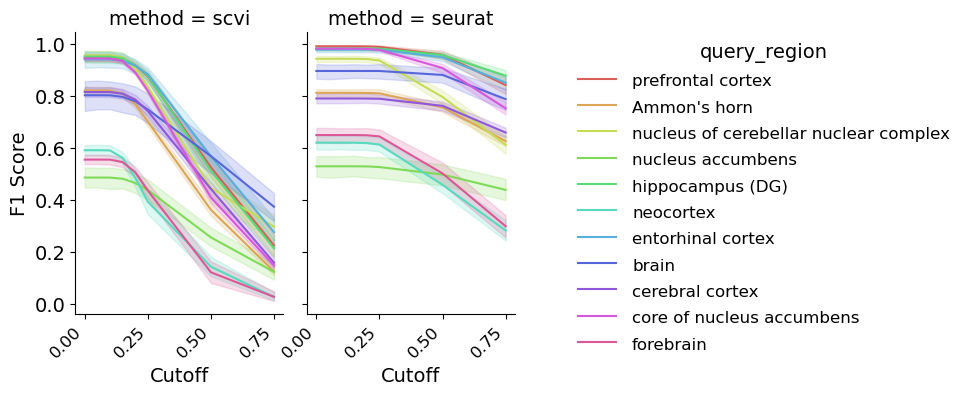 method = scvi
method = seurat
1.0
0.8
0.6
0.4
0.2
0.0
F1 Score
0.00
0.25
0.50
0.75
Cutoff
0.00
0.25
0.50
0.75
Cutoff
query_region
prefrontal cortex
Ammon's horn
nucleus of cerebellar nuclear complex
nucleus accumbens
hippocampus (DG)
neocortex
entorhinal cortex
brain
cerebral cortex
core of nucleus accumbens
forebrain